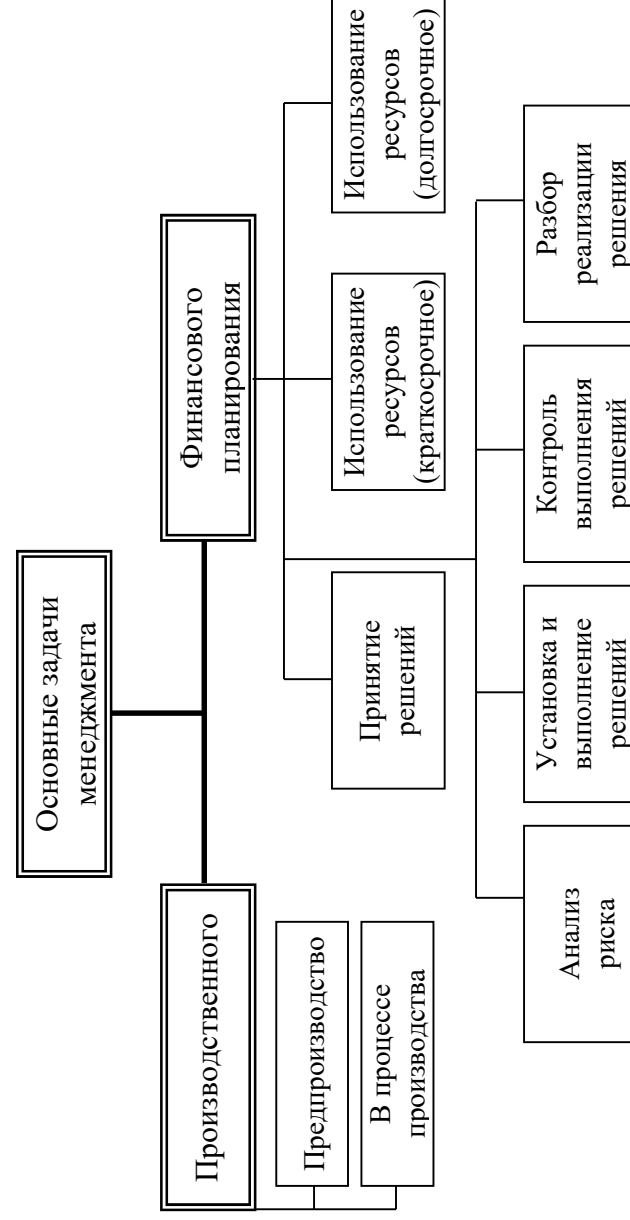 Основные задачи
менеджмента
Производственного
Финансового
планирования
Предпроизводство
В процессе
производства
Принятие
решений
Использование
ресурсов
(краткосрочное)
Использование
ресурсов
(долгосрочное)
Анализ
риска
Установка и
выполнение
решений
Контроль
выполнения
решений
Разбор
реализации
решения